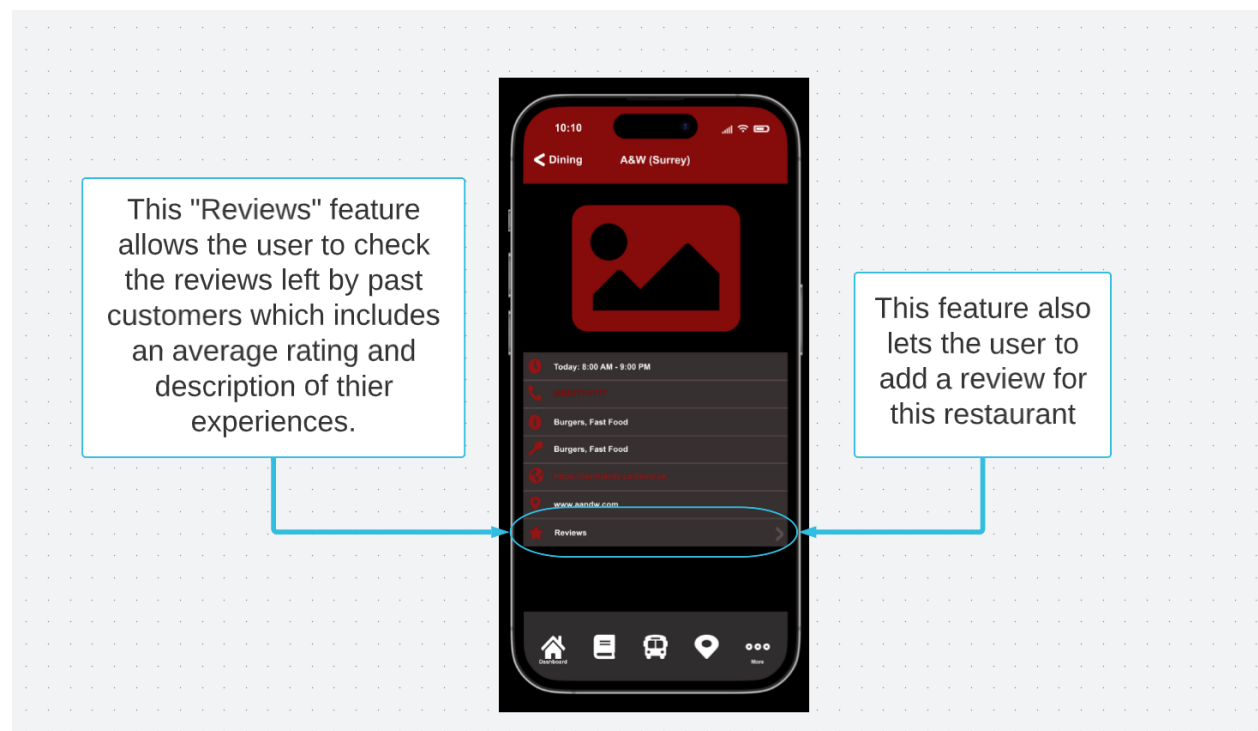 10:10
Dining
A&W (Surrey)
This "Reviews" feature
allows the user to check
the reviews left by past
customers which includes
an average rating and
description of thier
experiences.
This feature also
lets the user to
add a review for
this restaurant
Today: 8:00 AM - 9:00 PM
Burgers, Fast Food
Burgers, Fast Food
www.aandw.com
Reviews
Dashboard
More